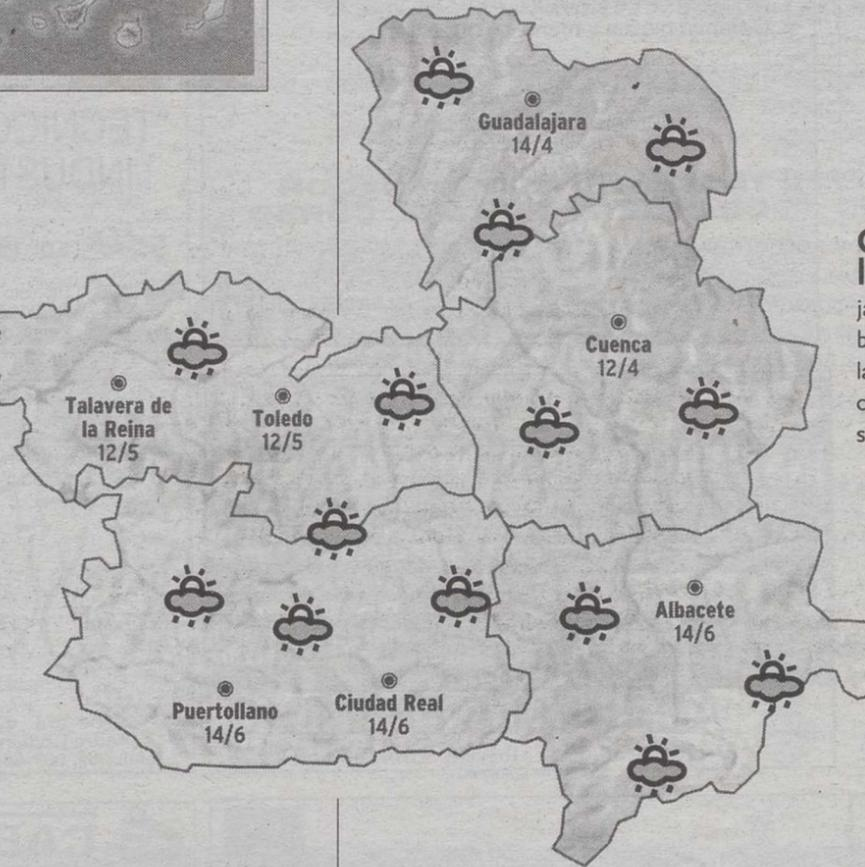 Guadalajara
14/4
Cuenca
12/4
Talavera de
la Reina
12/5
Toledo
12/5
Albacete
14/6
Puertollano
14/6
Ciudad Real
14/6